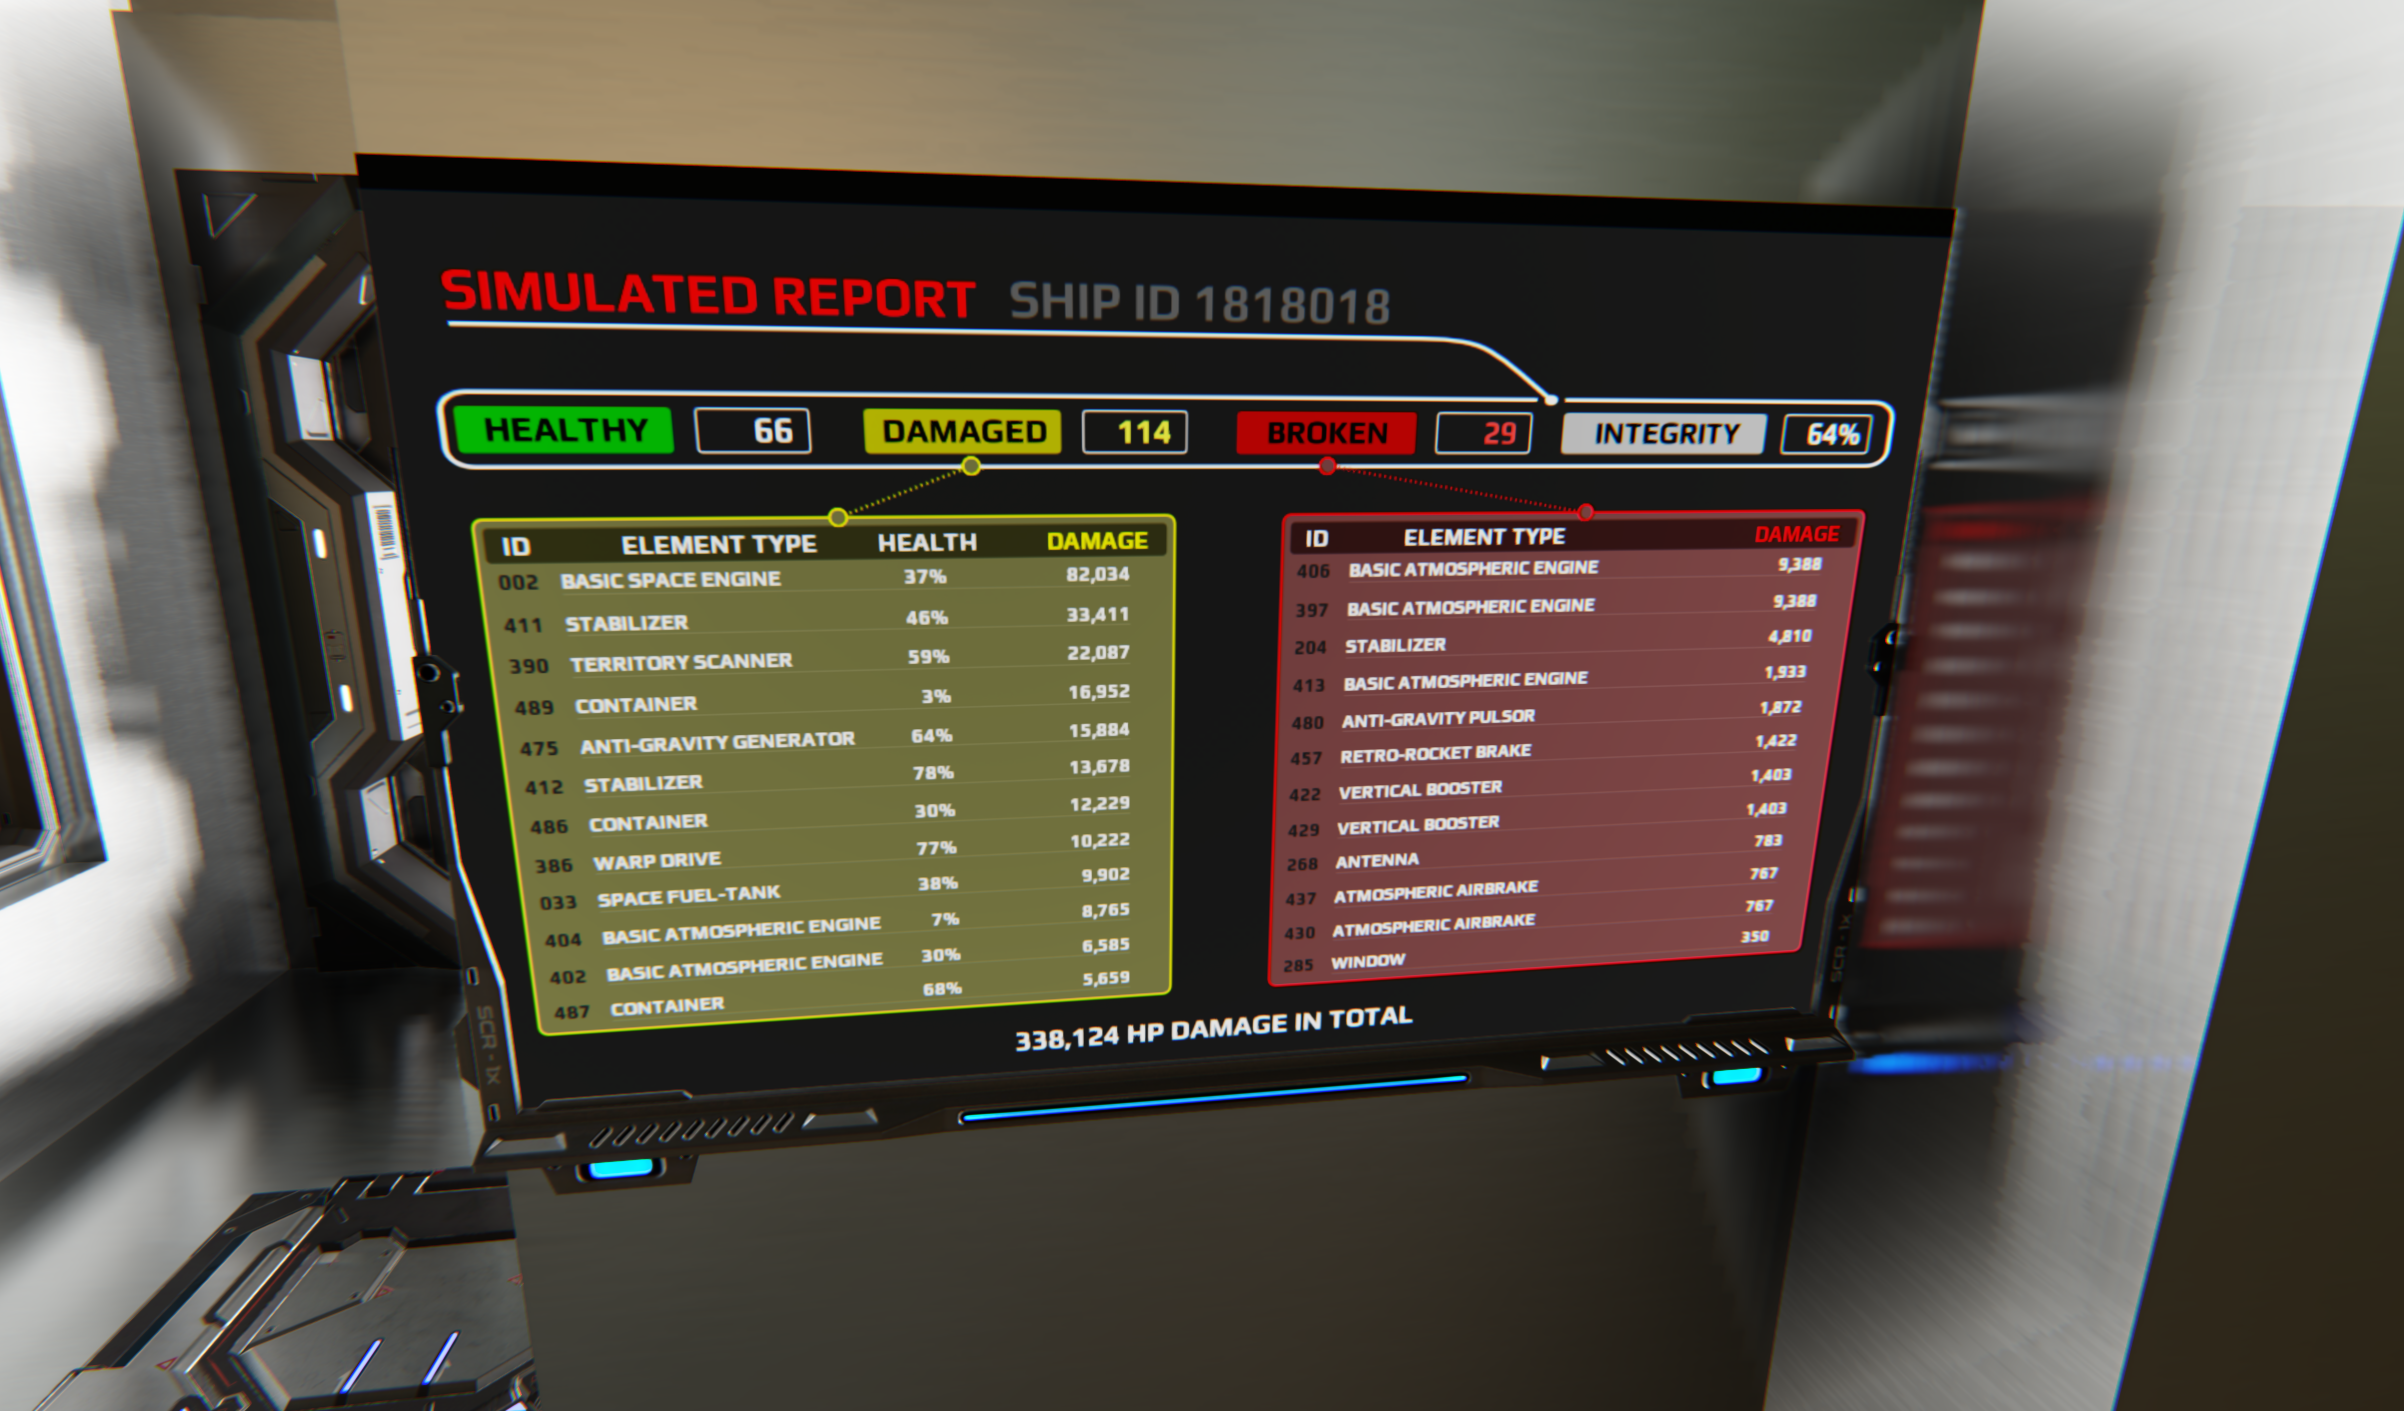 SIMULATED REPORT SHIP ID 1818018
HEALTHY 66 DAMAGED 114 BROKEN 29 INTEGRITY 64%
ID ELEMENT TYPE HEALTH DAMAGE
002 BASIC SPACE ENGINE 37% 82,034
411 STABILIZER 46% 33,411
390 TERRITORY SCANNER 59% 22,087
489 CONTAINER 3% 16,952
475 ANTI-GRAVITY GENERATOR 64% 15,884
412 STABILIZER 78% 13,678
486 CONTAINER 30% 12,229
386 WARP DRIVE 77% 10,222
033 SPACE FUEL-TANK 38% 9,902
404 BASIC ATMOSPHERIC ENGINE 7% 8,765
402 BASIC ATMOSPHERIC ENGINE 30% 6,585
487 CONTAINER 68% 5,659
ID ELEMENT TYPE DAMAGE
406 BASIC ATMOSPHERIC ENGINE 9,388
397 BASIC ATMOSPHERIC ENGINE 9,388
204 STABILIZER 4,810
413 BASIC ATMOSPHERIC ENGINE 1,933
480 ANTI-GRAVITY PULSOR 1,872
457 RETRO-ROCKET BRAKE 1,422
422 VERTICAL BOOSTER 1,403
429 VERTICAL BOOSTER 1,403
268 ANTENNA 783
437 ATMOSPHERIC AIRBRAKE 767
430 ATMOSPHERIC AIRBRAKE 767
285 WINDOW 350
338,124 HP DAMAGE IN TOTAL
SCR · 1X
SCR · 1X